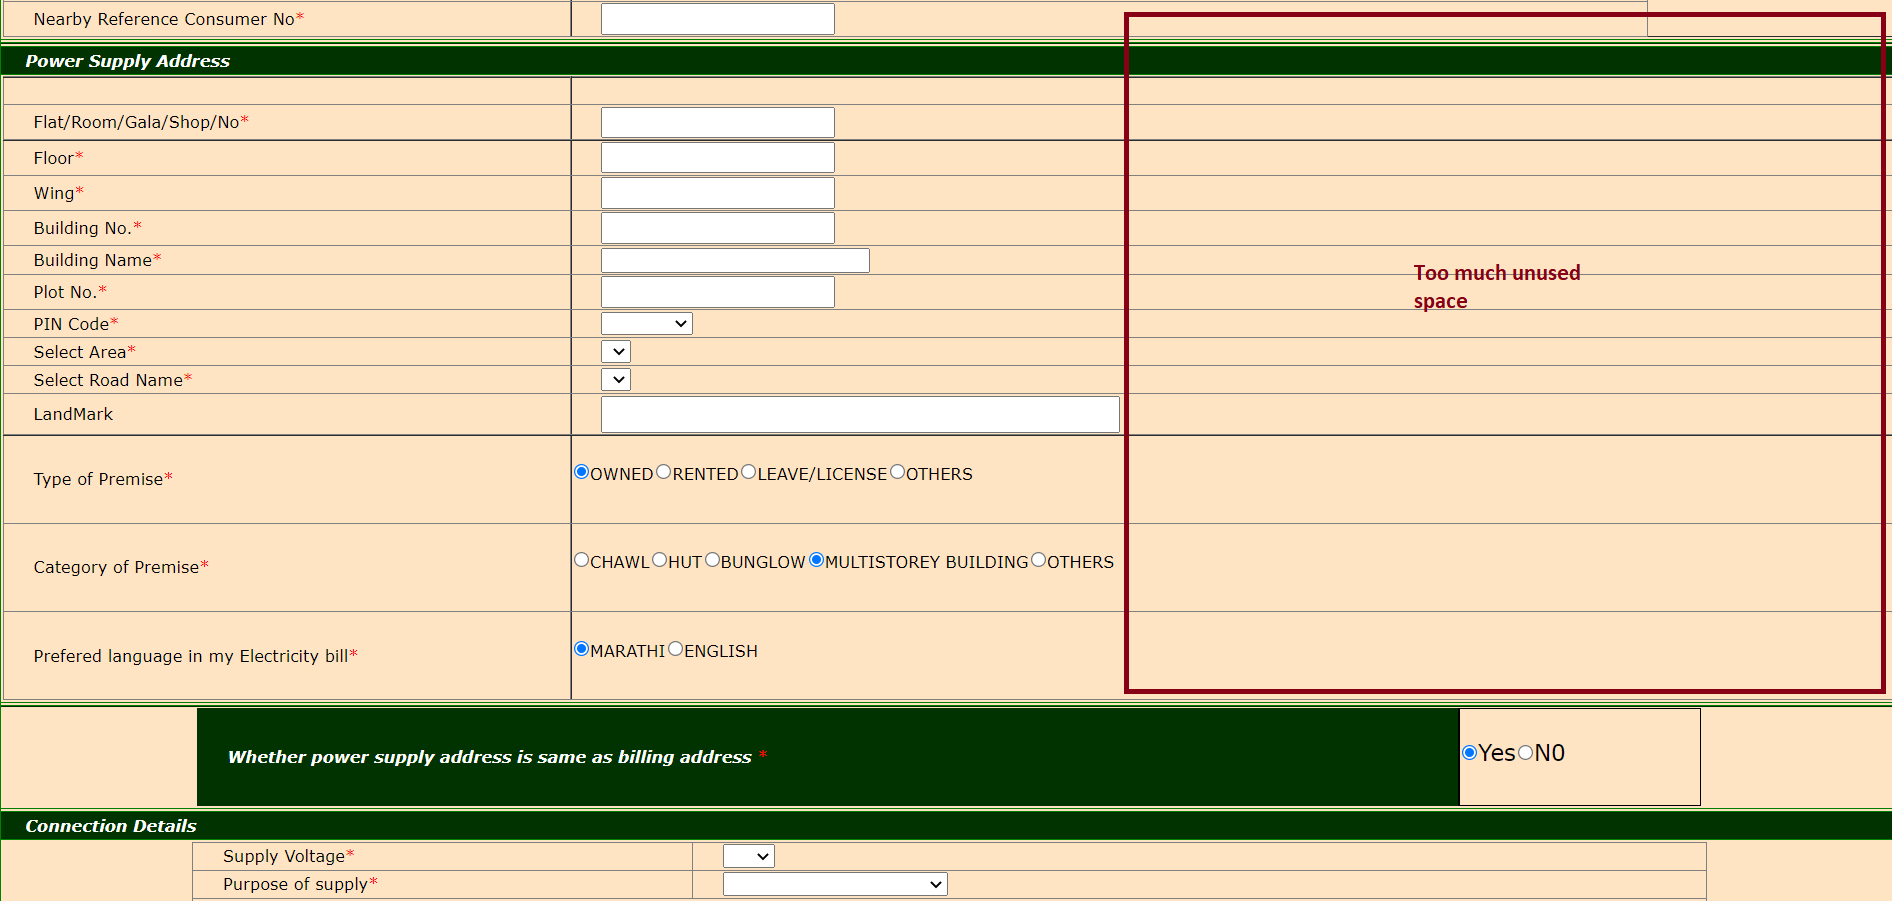 Nearby Reference Consumer No*
Power Supply Address
Flat/Room/Gala/Shop/No*
Floor*
Wing*
Building No.*
Building Name*
Too much unused
space
Plot No.*
PIN Code*
Select Area*
Select Road Name*
LandMark
Type of Premise* OWNED RENTED LEAVE/LICENSE OTHERS
Category of Premise* CHAWL HUT BUNGLOW MULTISTOREY BUILDING OTHERS
Prefered language in my Electricity bill* MARATHI ENGLISH
Whether power supply address is same as billing address * Yes N0
Connection Details
Supply Voltage*
Purpose of supply*